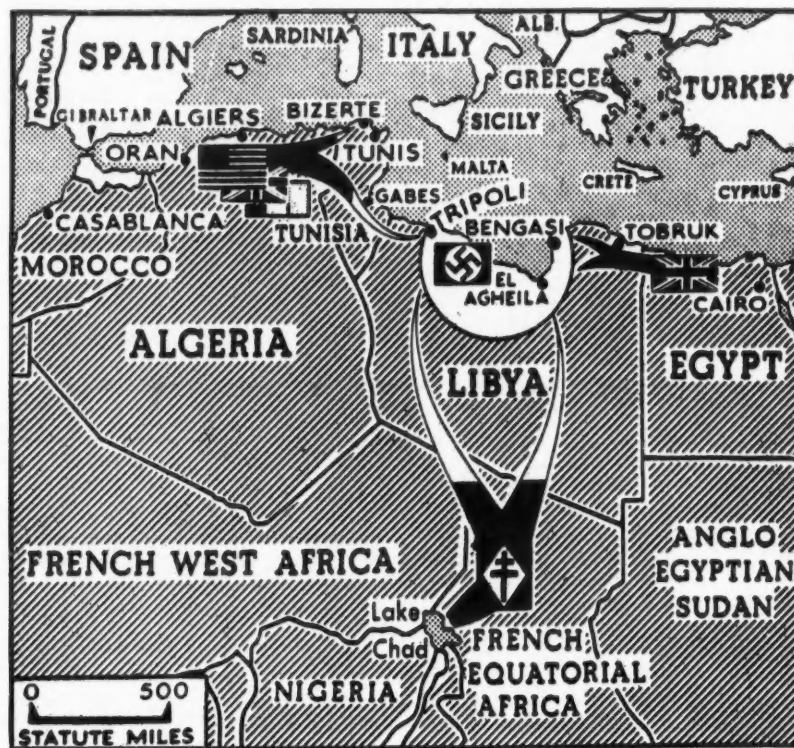 PORTUGAL
SPAIN
SARDINIA
ITALY
ALB.
GREECE
TURKEY
GIBRALTAR
ALGIERS
BIZERTE
SICILY
ORAN
TUNIS
MALTA
CRETE
CYPRUS
GABES
TRIPOLI
CASABLANCA
TUNISIA
BENGASI
TOBRUK
MOROCCO
EL
AGHEILA
CAIRO
ALGERIA
LIBYA
EGYPT
FRENCH WEST AFRICA
ANGLO
EGYPTIAN
SUDAN
Lake
Chad
FRENCH
EQUATORIAL
AFRICA
NIGERIA
0 500
STATUTE MILES